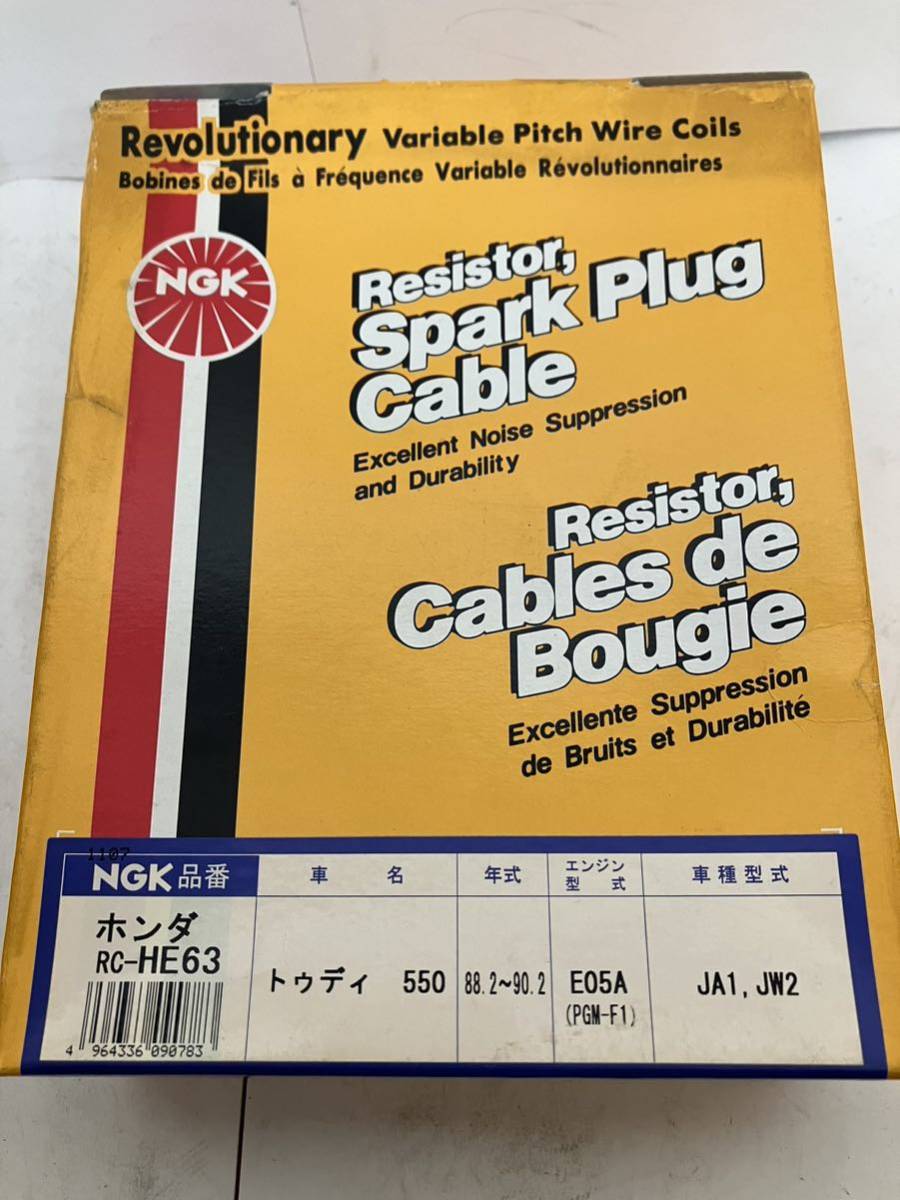 Revolutionary Variable Pitch Wire Coils
Bobines de Fils à Fréquence Variable Révolutionnaires
NGK
Resistor,
Spark Plug
Cable
Excellent Noise Suppression
and Durability
Resistor,
Cables de
Bougie
Excellente Suppression
de Bruits et Durabilité
1107
NGK品番 車名 年式 エンジン型式 車種型式
ホンダ
RC-HE63
トゥディ 550 88.2~90.2 E05A JA1, JW2
(PGM-F1)
4 964336 090783